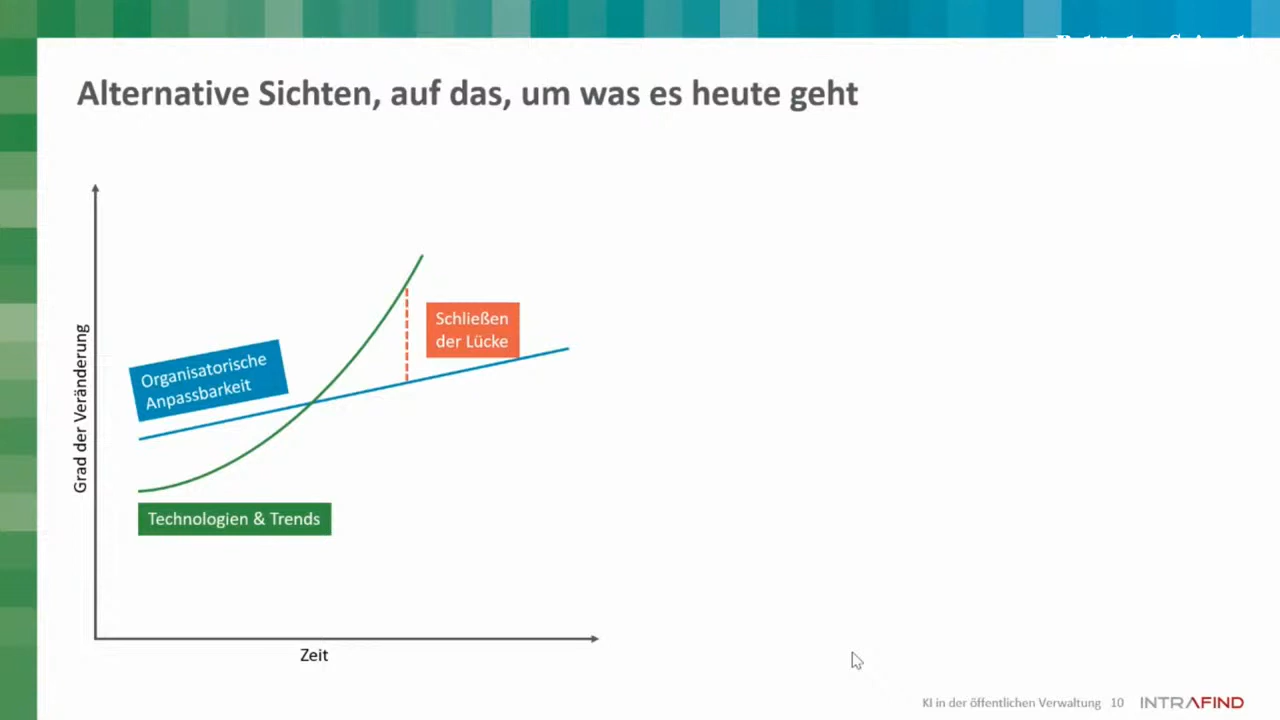 Alternative Sichten, auf das, um was es heute geht
Grad der Veränderung
Organisatorische
Anpassbarkeit
Schließen
der Lücke
Technologien & Trends
Zeit
KI in der öffentlichen Verwaltung 10 INTRAFIND